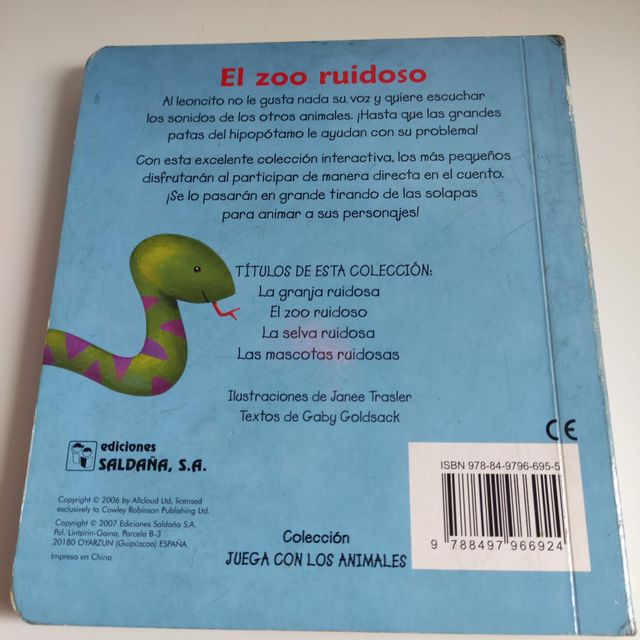 El zoo ruidoso
Al leoncito no le gusta nada su voz y quiere escuchar
los sonidos de los otros animales. ¡Hasta que las grandes
patas del hipopótamo le ayudan con su problema!
Con esta excelente colección interactiva, los más pequeños
disfrutarán al participar de manera directa en el cuento.
¡Se lo pasarán en grande tirando de las solapas
para animar a sus personajes!
TÍTULOS DE ESTA COLECCIÓN:
La granja ruidosa
El zoo ruidoso
La selva ruidosa
Las mascotas ruidosas
Ilustraciones de Janee Trasler
Textos de Gaby Goldsack
ediciones
SALDAÑA, S.A.
CE
ISBN 978-84-9796-695-5
9 788497 966924
Copyright © 2006 by Allcloud Ltd, licensed
exclusively to Cowley Robinson Publishing Ltd.
Copyright © 2007 Ediciones Saldaña S.A.
Pol. Lintzirin-Gaina, Parcela B-3
20180 OYARZUN (Guipúzcoa) ESPAÑA
Impreso en China
Colección
JUEGA CON LOS ANIMALES